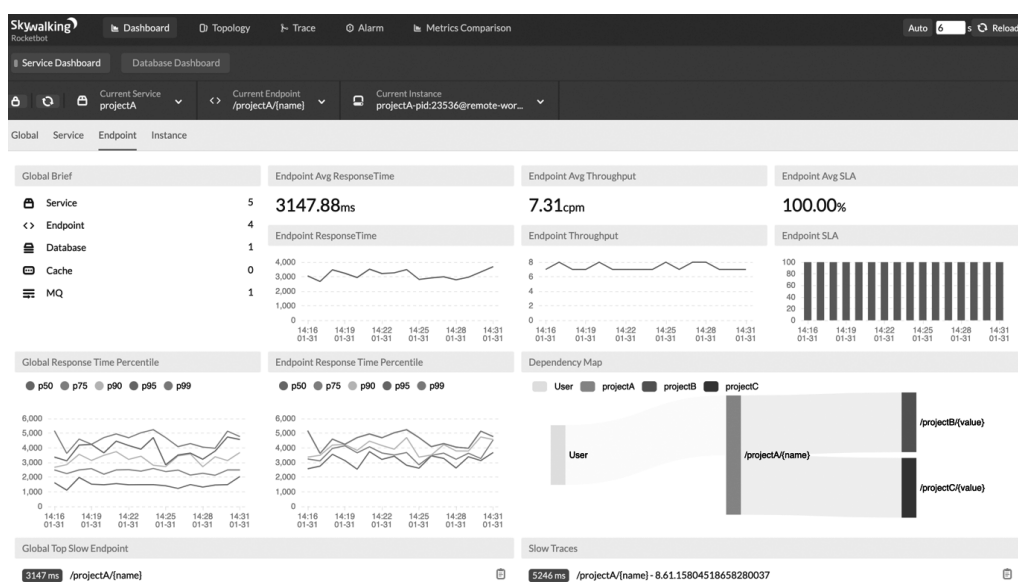 Skywalking
Rocketbot
Dashboard
Topology
Trace
Alarm
Metrics Comparison
Auto 6 s Reload
Service Dashboard
Database Dashboard
Current Service
projectA
Current Endpoint
/projectA/{name}
Current Instance
projectA-pid:23536@remote-wor...
Global Service Endpoint Instance
Global Brief
Service 5
Endpoint 4
Database 1
Cache 0
MQ 1
Endpoint Avg ResponseTime
3147.88ms
Endpoint Avg Throughput
7.31cpm
Endpoint Avg SLA
100.00%
Endpoint ResponseTime
4,000
3,000
2,000
1,000
0
14:16 14:19 14:22 14:25 14:28 14:31
01-31 01-31 01-31 01-31 01-31 01-31
Endpoint Throughput
8
6
4
2
0
14:16 14:19 14:22 14:25 14:28 14:31
01-31 01-31 01-31 01-31 01-31 01-31
Endpoint SLA
100
80
60
40
20
0
14:16 14:19 14:22 14:25 14:28 14:31
01-31 01-31 01-31 01-31 01-31 01-31
Global Response Time Percentile
p50 p75 p90 p95 p99
6,000
5,000
4,000
3,000
2,000
1,000
0
14:16 14:19 14:22 14:25 14:28 14:31
01-31 01-31 01-31 01-31 01-31 01-31
Endpoint Response Time Percentile
p50 p75 p90 p95 p99
6,000
5,000
4,000
3,000
2,000
1,000
0
14:16 14:19 14:22 14:25 14:28 14:31
01-31 01-31 01-31 01-31 01-31 01-31
Dependency Map
User projectA projectB projectC
User
/projectA/{name}
/projectB/{value}
/projectC/{value}
Global Top Slow Endpoint
3147 ms /projectA/{name}
Slow Traces
5246 ms /projectA/{name} - 8.61.15804518658280037